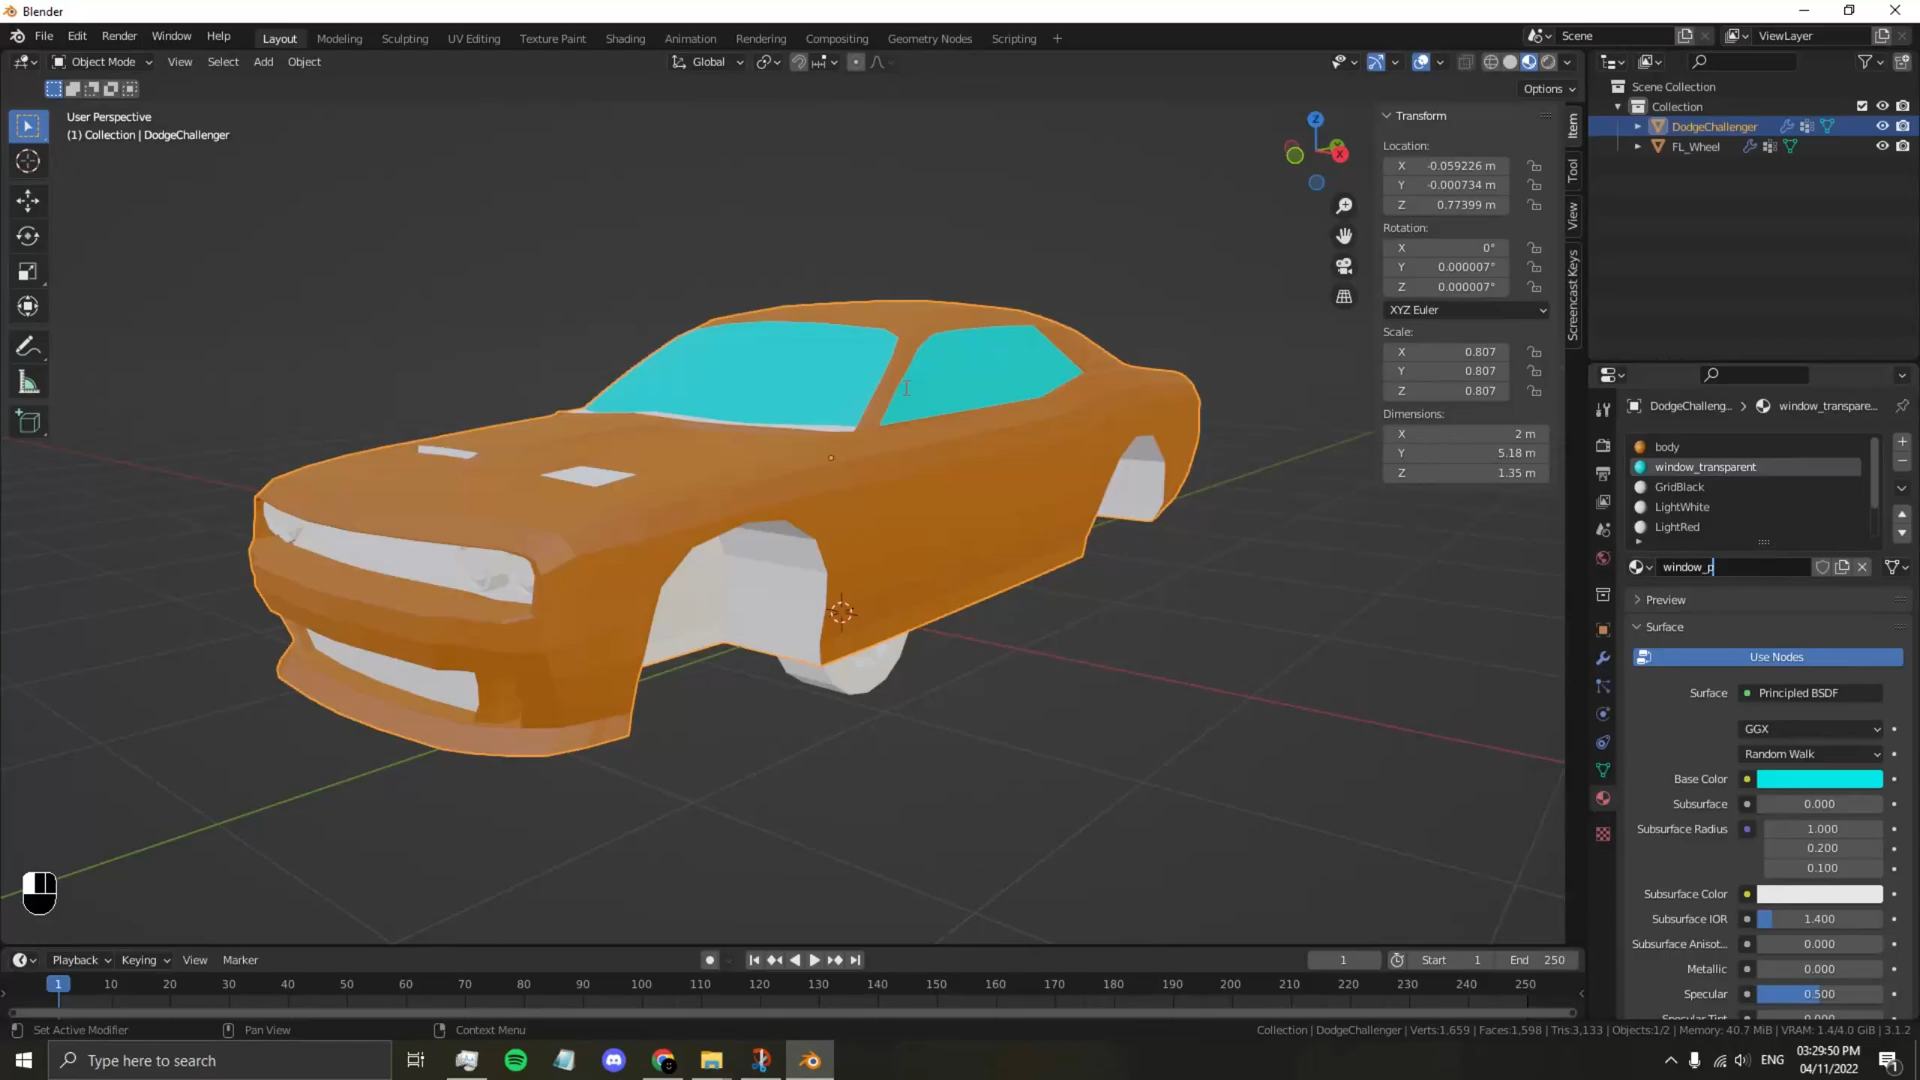 Blender
File Edit Render Window Help
Layout Modeling Sculpting UV Editing Texture Paint Shading Animation Rendering Compositing Geometry Nodes Scripting +
Scene ViewLayer
Object Mode View Select Add Object
Global
Options
User Perspective
(1) Collection | DodgeChallenger
Z
X
Transform
Location:
X -0.059226 m
Y -0.000734 m
Z 0.77399 m
Rotation:
X 0°
Y 0.000007°
Z 0.000007°
XYZ Euler
Scale:
X 0.807
Y 0.807
Z 0.807
Dimensions:
X 2 m
Y 5.18 m
Z 1.35 m
Item
Tool
View
Screencast Keys
Scene Collection
Collection
DodgeChallenger
FL_Wheel
DodgeChalleng... window_transpare...
body
window_transparent
GridBlack
LightWhite
LightRed
window_p
Preview
Surface
Use Nodes
Surface Principled BSDF
GGX
Random Walk
Base Color
Subsurface 0.000
Subsurface Radius 1.000
0.200
0.100
Subsurface Color
Subsurface IOR 1.400
Subsurface Anisot... 0.000
Metallic 0.000
Specular 0.500
Specular Tint 0.000
Playback Keying View Marker
1 Start 1 End 250
1 10 20 30 40 50 60 70 80 90 100 110 120 130 140 150 160 170 180 190 200 210 220 230 240 250
Set Active Modifier Pan View Context Menu
Collection | DodgeChallenger | Verts:1,659 | Faces:1,598 | Tris:3,133 | Objects:1/2 | Memory: 40.7 MiB | VRAM: 1.4/4.0 GiB | 3.1.2
Type here to search
ENG
03:29:50 PM
04/11/2022
1